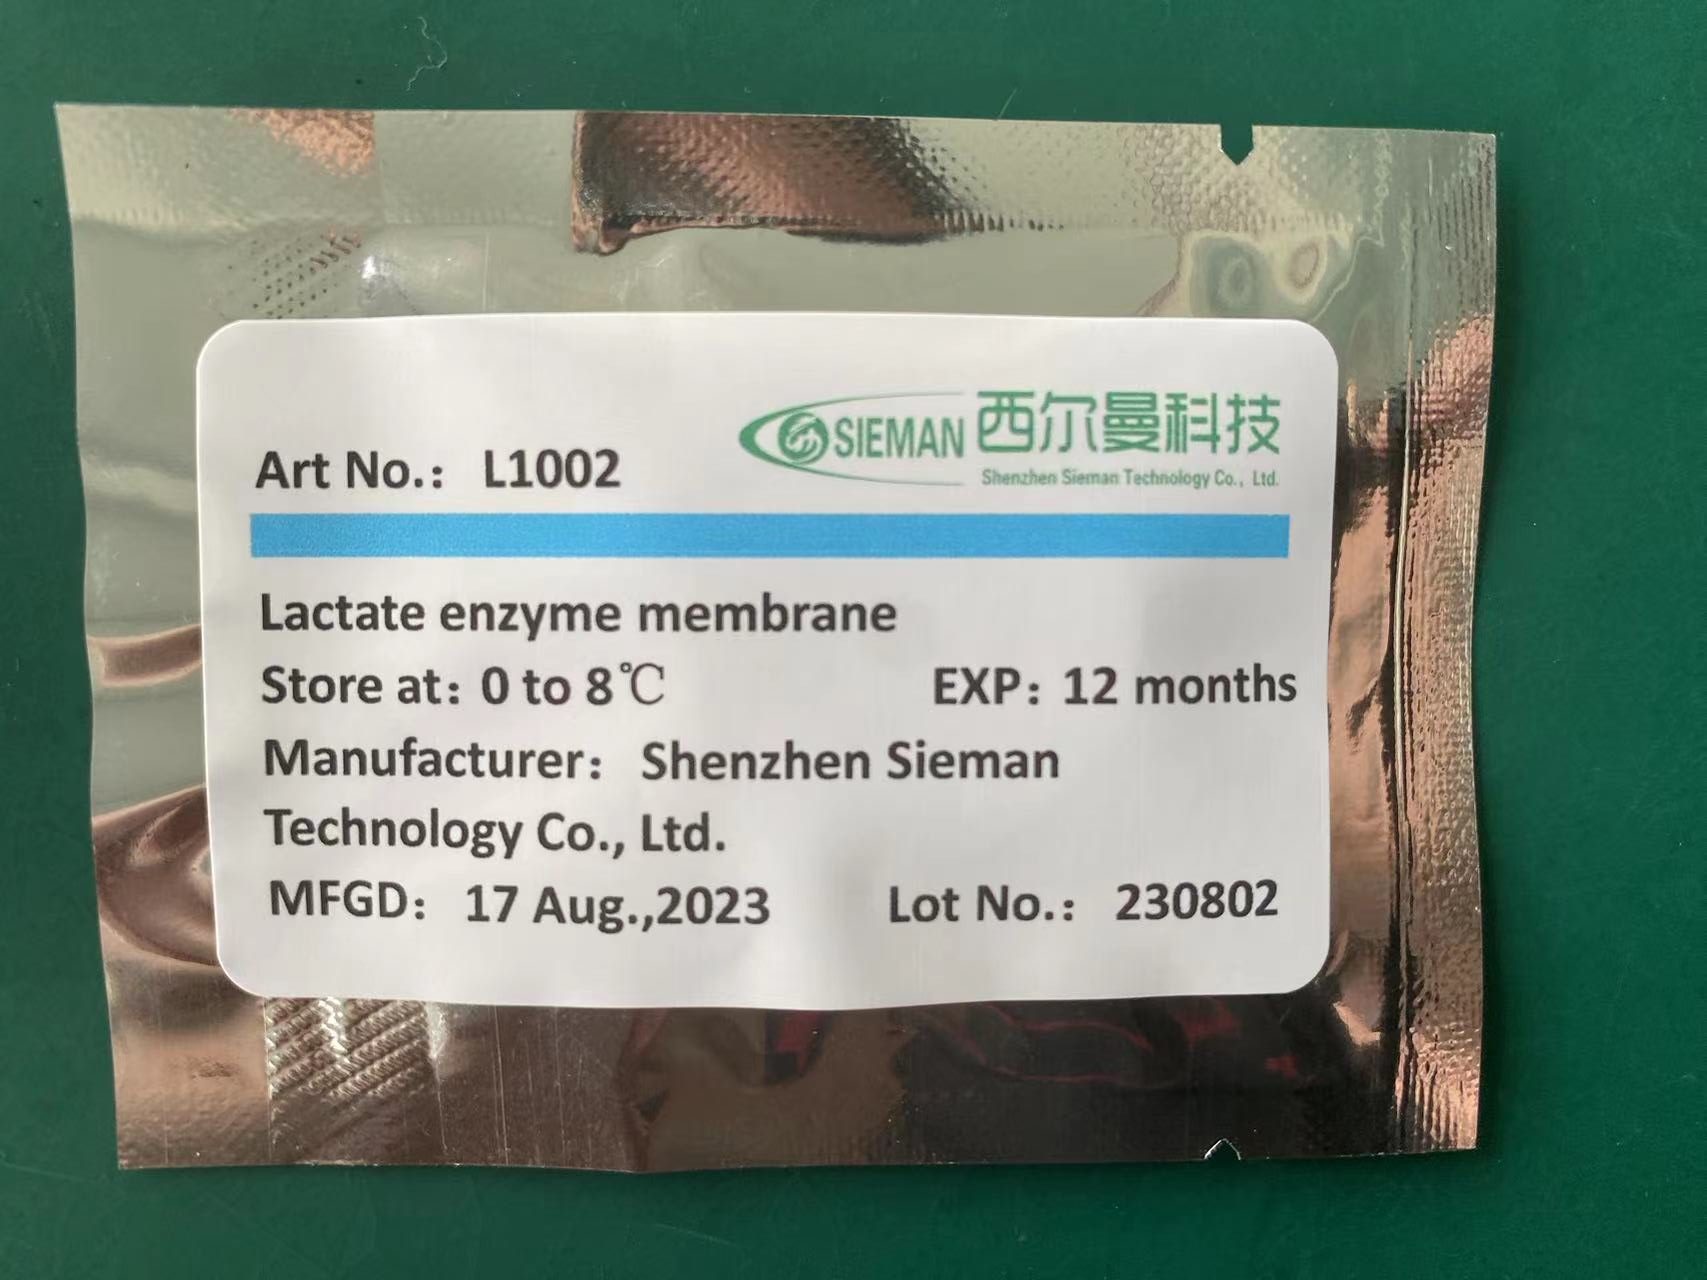 SIEMAN 西尔曼科技
Shenzhen Sieman Technology Co., Ltd.
Art No.： L1002
Lactate enzyme membrane
Store at：0 to 8℃ EXP：12 months
Manufacturer： Shenzhen Sieman
Technology Co., Ltd.
MFGD： 17 Aug.,2023 Lot No.： 230802